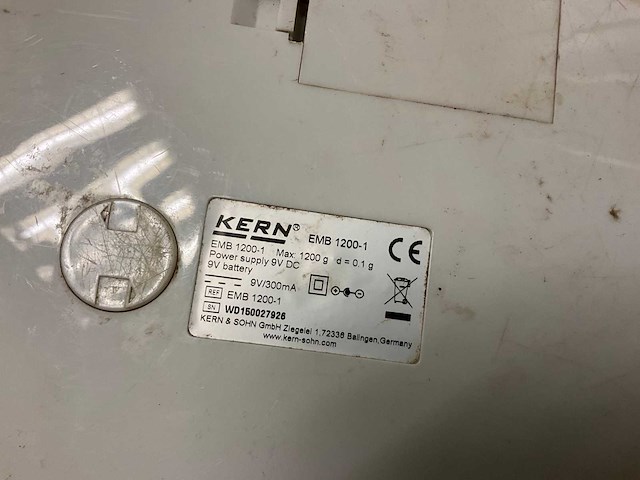 KERN® EMB 1200-1 CE
EMB 1200-1 Max: 1200 g d = 0,1 g
Power supply 9V DC
9V battery
9V/300mA
REF EMB 1200-1
SN WD150027926
KERN & SOHN GmbH Ziegelei 1,72336 Balingen,Germany
www.kern-sohn.com